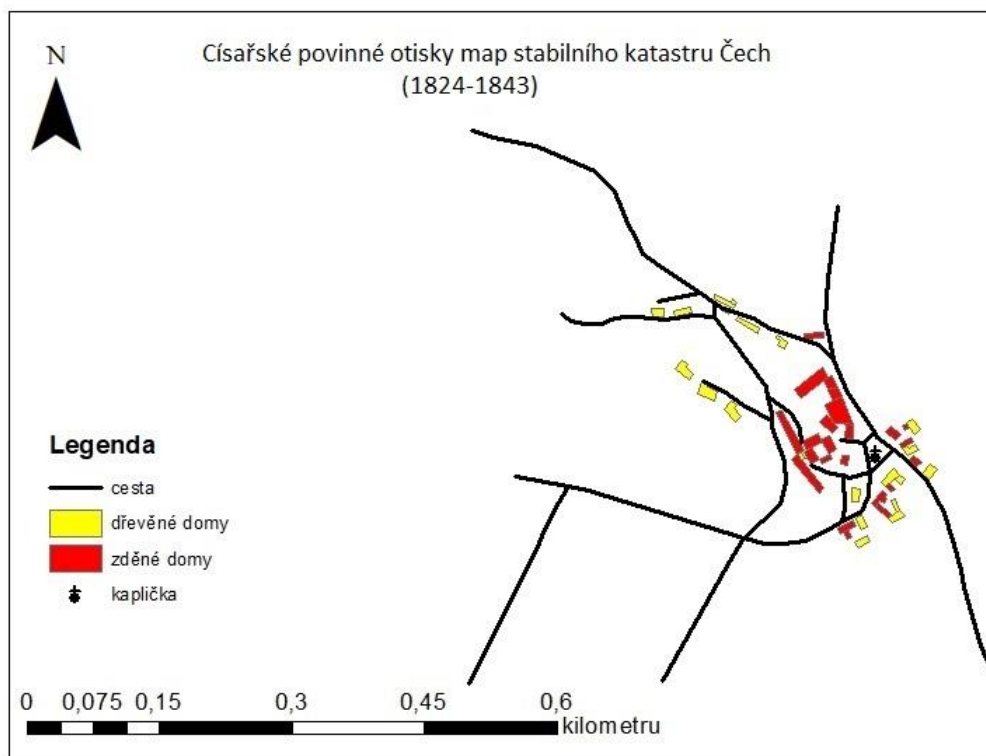 N
Císařské povinné otisky map stabilního katastru Čech
(1824-1843)
Legenda
cesta
dřevěné domy
zděné domy
kaplička
0 0,075 0,15 0,3 0,45 0,6
kilometru